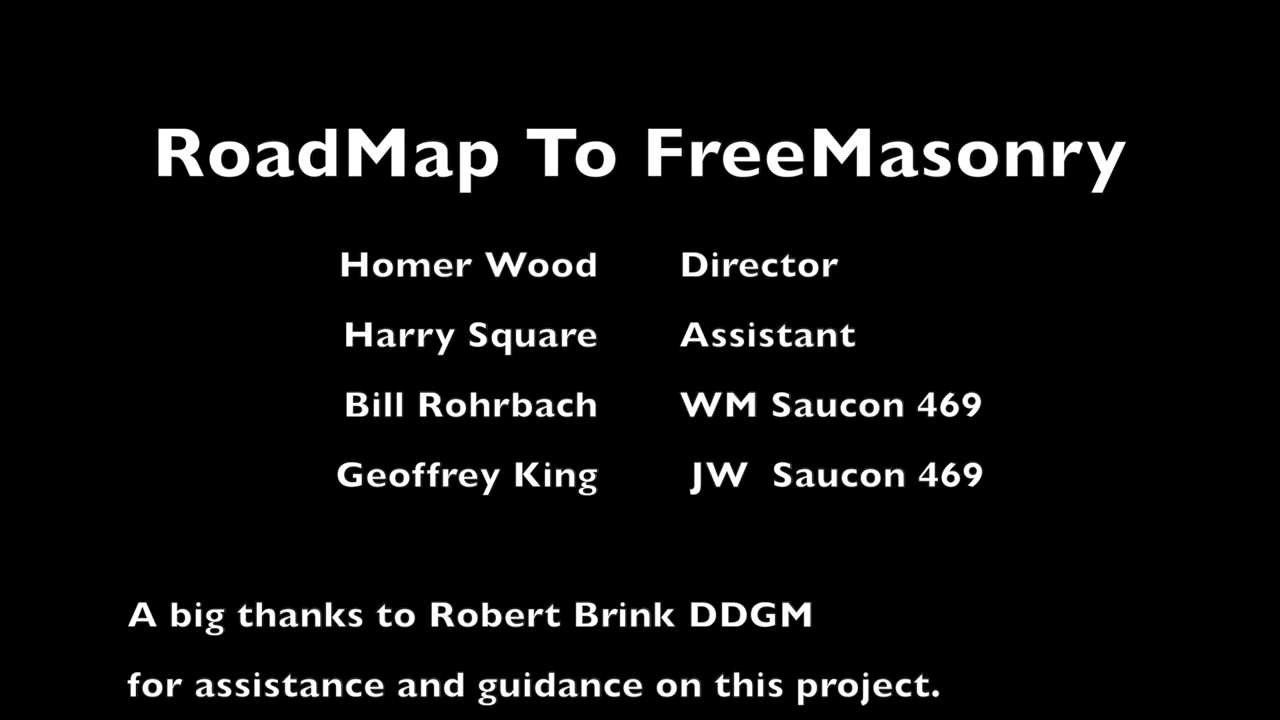 RoadMap To FreeMasonry
Homer Wood Director
Harry Square Assistant
Bill Rohrbach WM Saucon 469
Geoffrey King JW Saucon 469
A big thanks to Robert Brink DDGM
for assistance and guidance on this project.